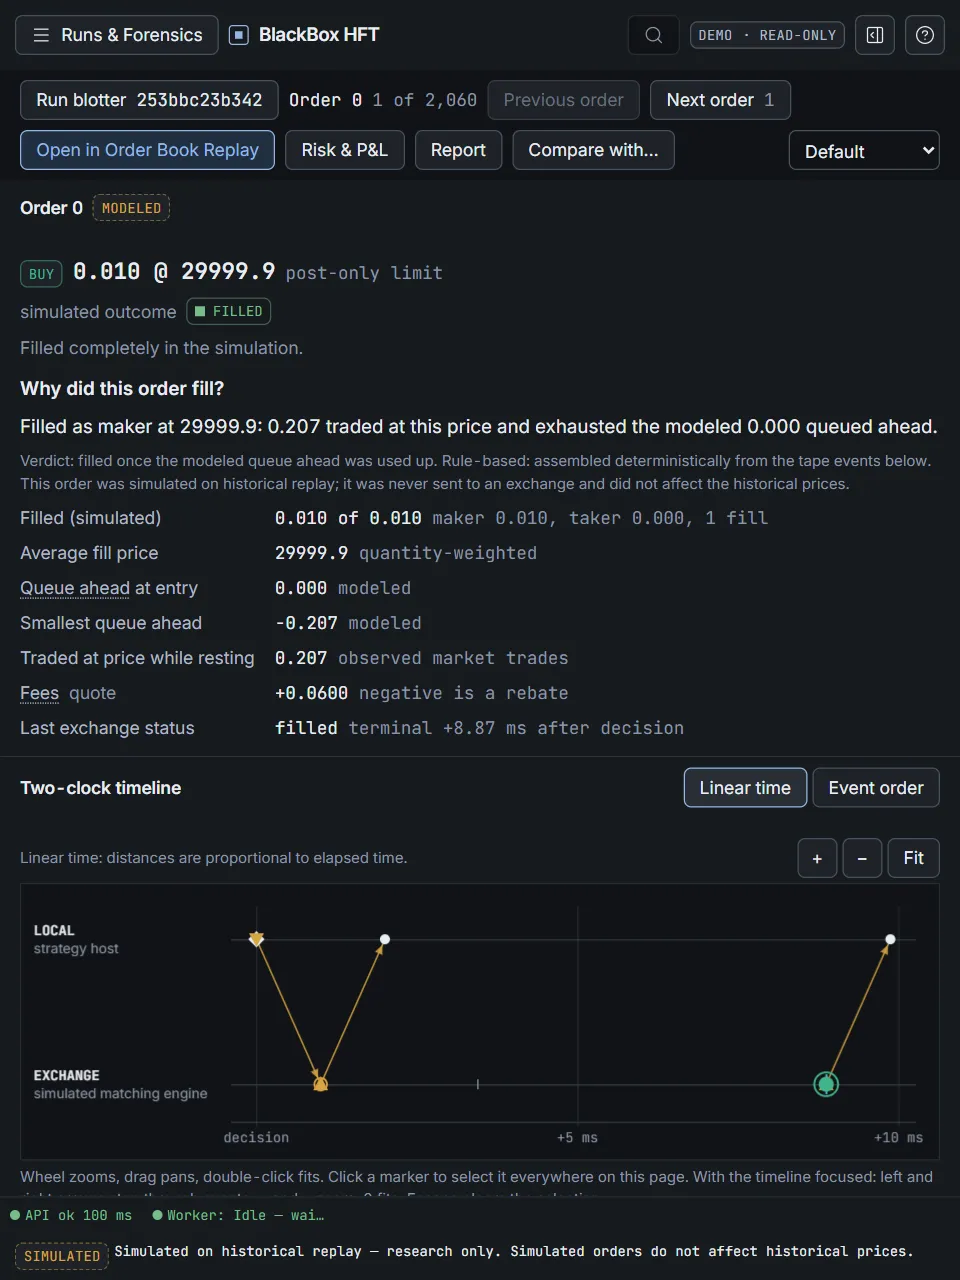 Runs & Forensics BlackBox HFT DEMO · READ-ONLY
Run blotter 253bbc23b342 Order 0 1 of 2,060 Previous order Next order 1
Open in Order Book Replay Risk & P&L Report Compare with... Default
Order 0 MODELED
BUY 0.010 @ 29999.9 post-only limit
simulated outcome FILLED
Filled completely in the simulation.
Why did this order fill?
Filled as maker at 29999.9: 0.207 traded at this price and exhausted the modeled 0.000 queued ahead.
Verdict: filled once the modeled queue ahead was used up. Rule-based: assembled deterministically from the tape events below.
This order was simulated on historical replay; it was never sent to an exchange and did not affect the historical prices.
Filled (simulated) 0.010 of 0.010 maker 0.010, taker 0.000, 1 fill
Average fill price 29999.9 quantity-weighted
Queue ahead at entry 0.000 modeled
Smallest queue ahead -0.207 modeled
Traded at price while resting 0.207 observed market trades
Fees quote +0.0600 negative is a rebate
Last exchange status filled terminal +8.87 ms after decision
Two-clock timeline Linear time Event order
Linear time: distances are proportional to elapsed time. + − Fit
LOCAL
strategy host
EXCHANGE
simulated matching engine
decision +5 ms +10 ms
Wheel zooms, drag pans, double-click fits. Click a marker to select it everywhere on this page. With the timeline focused: left and
API ok 100 ms Worker: Idle — wai…
SIMULATED Simulated on historical replay — research only. Simulated orders do not affect historical prices.